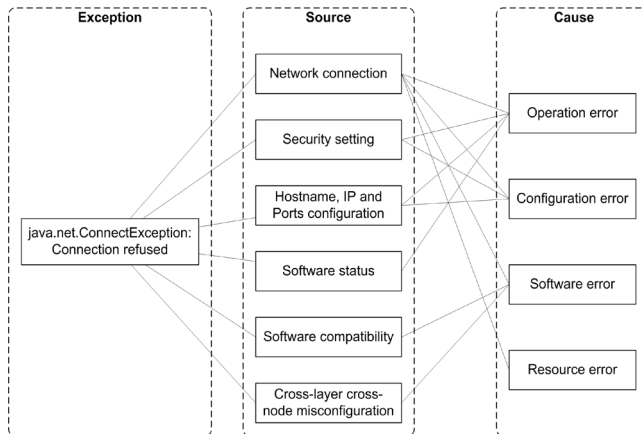 Exception
Source
Cause
Network connection
Operation error
Security setting
Configuration error
Hostname, IP and
Ports configuration
java.net.ConnectException:
Connection refused
Software status
Software error
Software compatibility
Resource error
Cross-layer cross-
node misconfiguration